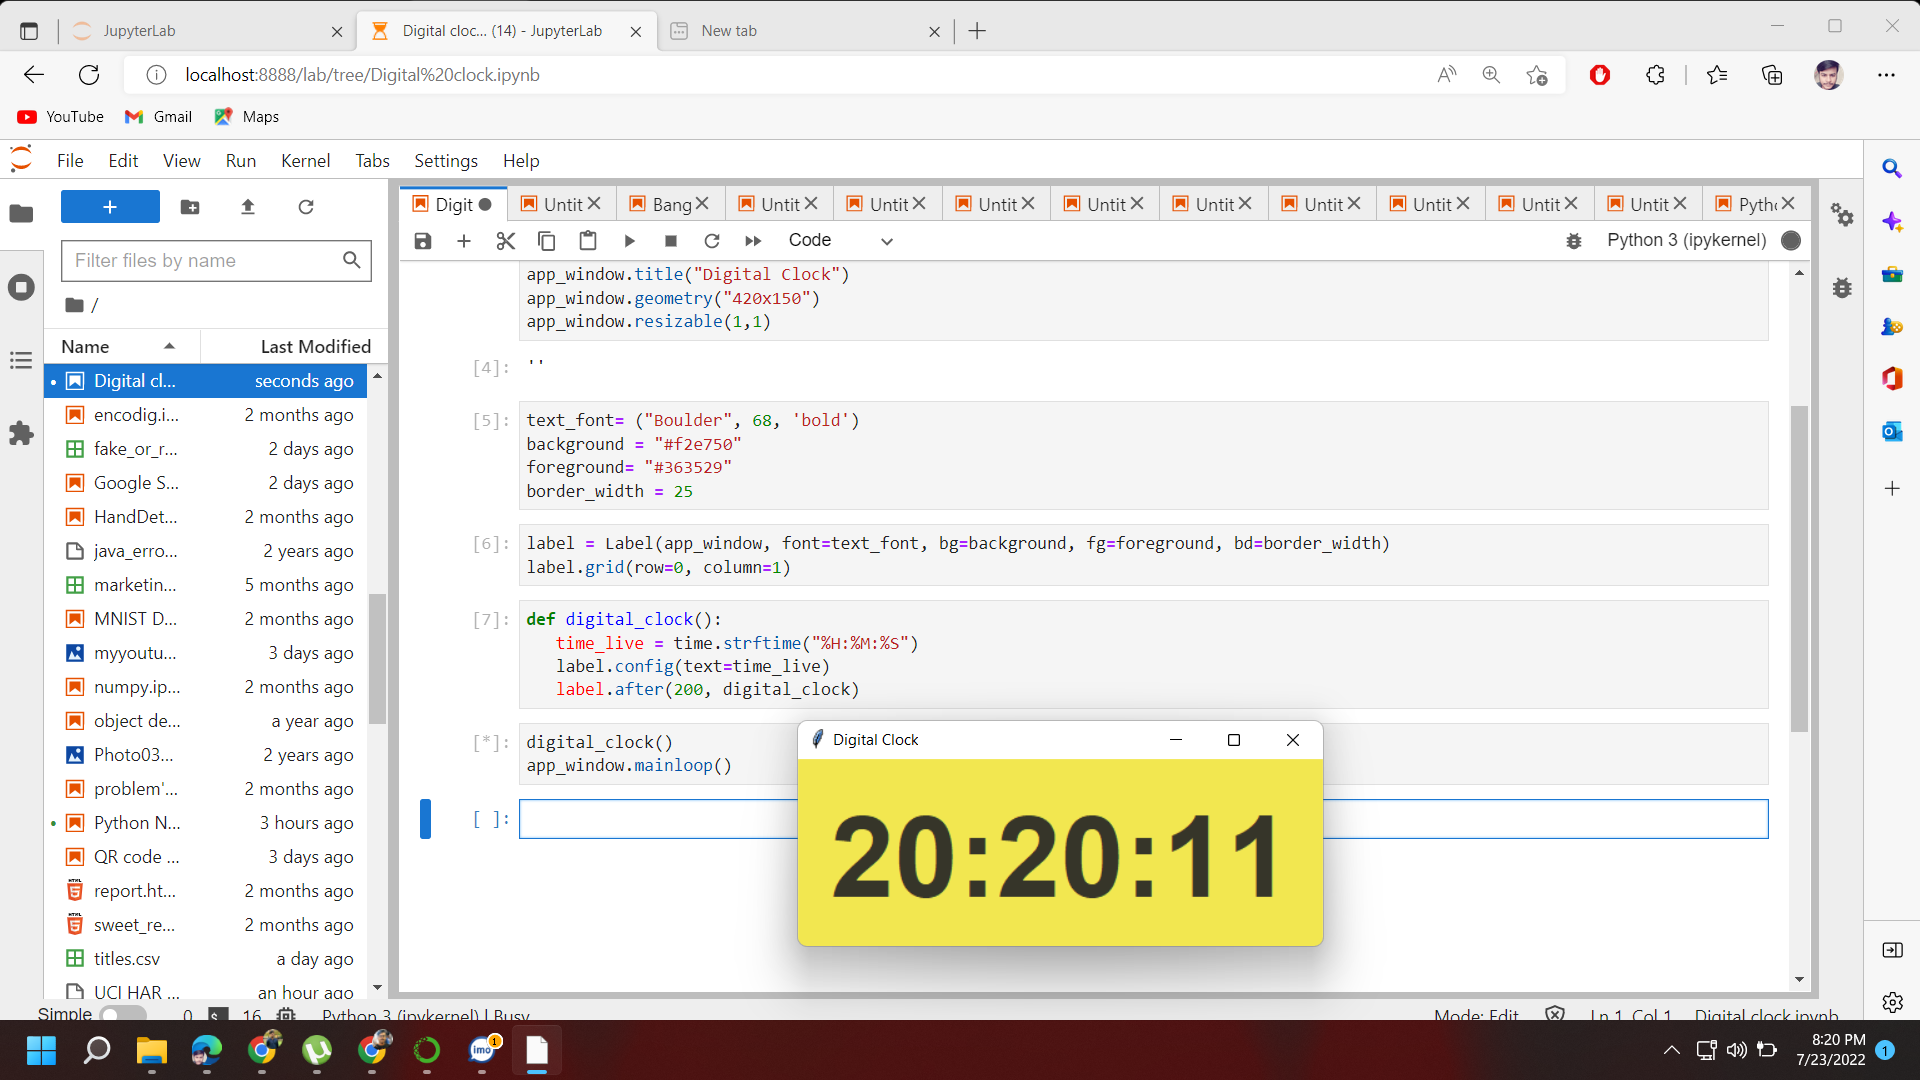 JupyterLab
Digital cloc... (14) - JupyterLab
New tab
localhost:8888/lab/tree/Digital%20clock.ipynb
YouTube
Gmail
Maps
File Edit View Run Kernel Tabs Settings Help
Digit
Untit
Bang
Untit
Untit
Untit
Untit
Untit
Untit
Untit
Untit
Untit
Pyth
Code
Python 3 (ipykernel)
Filter files by name
/
Name
Last Modified
Digital cl... seconds ago
encodig.i... 2 months ago
fake_or_r... 2 days ago
Google S... 2 days ago
HandDet... 2 months ago
java_erro... 2 years ago
marketin... 5 months ago
MNIST D... 2 months ago
myyoutu... 3 days ago
numpy.ip... 2 months ago
object de... a year ago
Photo03... 2 years ago
problem'... 2 months ago
Python N... 3 hours ago
QR code ... 3 days ago
report.ht... 2 months ago
sweet_re... 2 months ago
titles.csv a day ago
UCI HAR ... an hour ago
app_window.title("Digital Clock")
app_window.geometry("420x150")
app_window.resizable(1,1)
[4]: ''
[5]: text_font= ("Boulder", 68, 'bold')
background = "#f2e750"
foreground= "#363529"
border_width = 25
[6]: label = Label(app_window, font=text_font, bg=background, fg=foreground, bd=border_width)
label.grid(row=0, column=1)
[7]: def digital_clock():
time_live = time.strftime("%H:%M:%S")
label.config(text=time_live)
label.after(200, digital_clock)
[*]: digital_clock()
app_window.mainloop()
[ ]:
Digital Clock
20:20:11
Simple
0
16
Python 3 (ipykernel) | Busy
Mode: Edit
Ln 1, Col 1
Digital clock.ipynb
imo
1
8:20 PM
7/23/2022
1